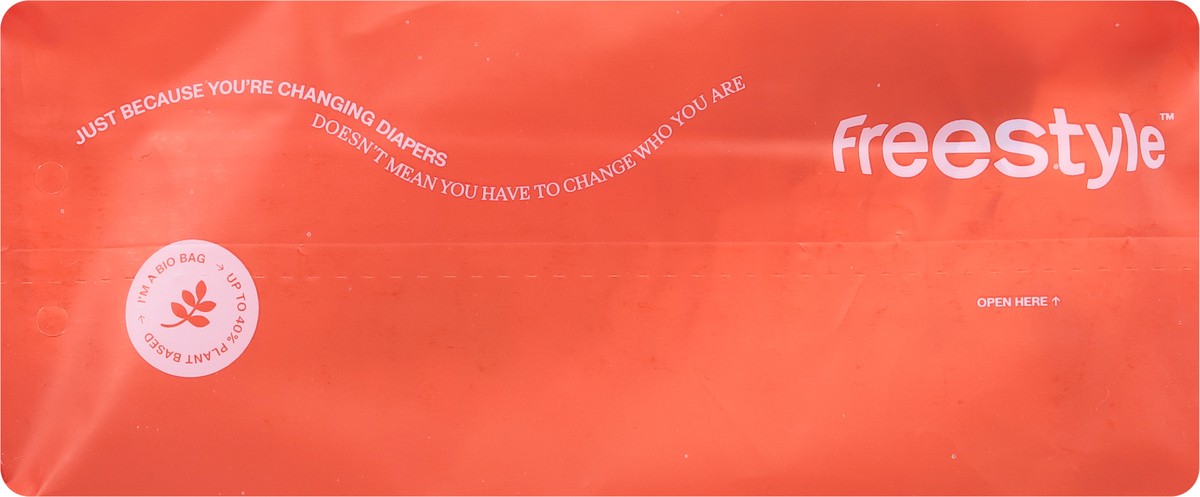 JUST BECAUSE YOU'RE CHANGING DIAPERS
DOESN'T MEAN YOU HAVE TO CHANGE WHO YOU ARE
Freestyle™
I'M A BIO BAG → UP TO 40% PLANT BASED →
OPEN HERE ↑